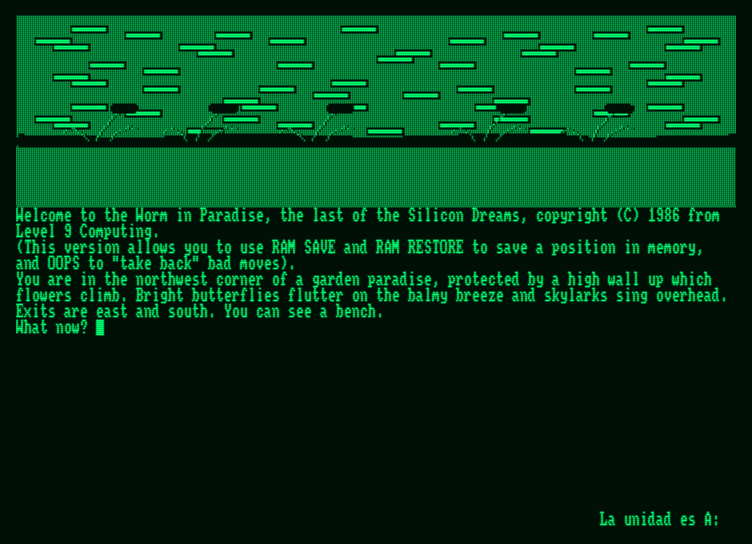 Welcome to the Worm in Paradise, the last of the Silicon Dreams, copyright (C) 1986 from
Level 9 Computing.
(This version allows you to use RAM SAVE and RAM RESTORE to save a position in memory,
and OOPS to "take back" bad moves).
You are in the northwest corner of a garden paradise, protected by a high wall up which
flowers climb. Bright butterflies flutter on the balmy breeze and skylarks sing overhead.
Exits are east and south. You can see a bench.
What now?
La unidad es A: